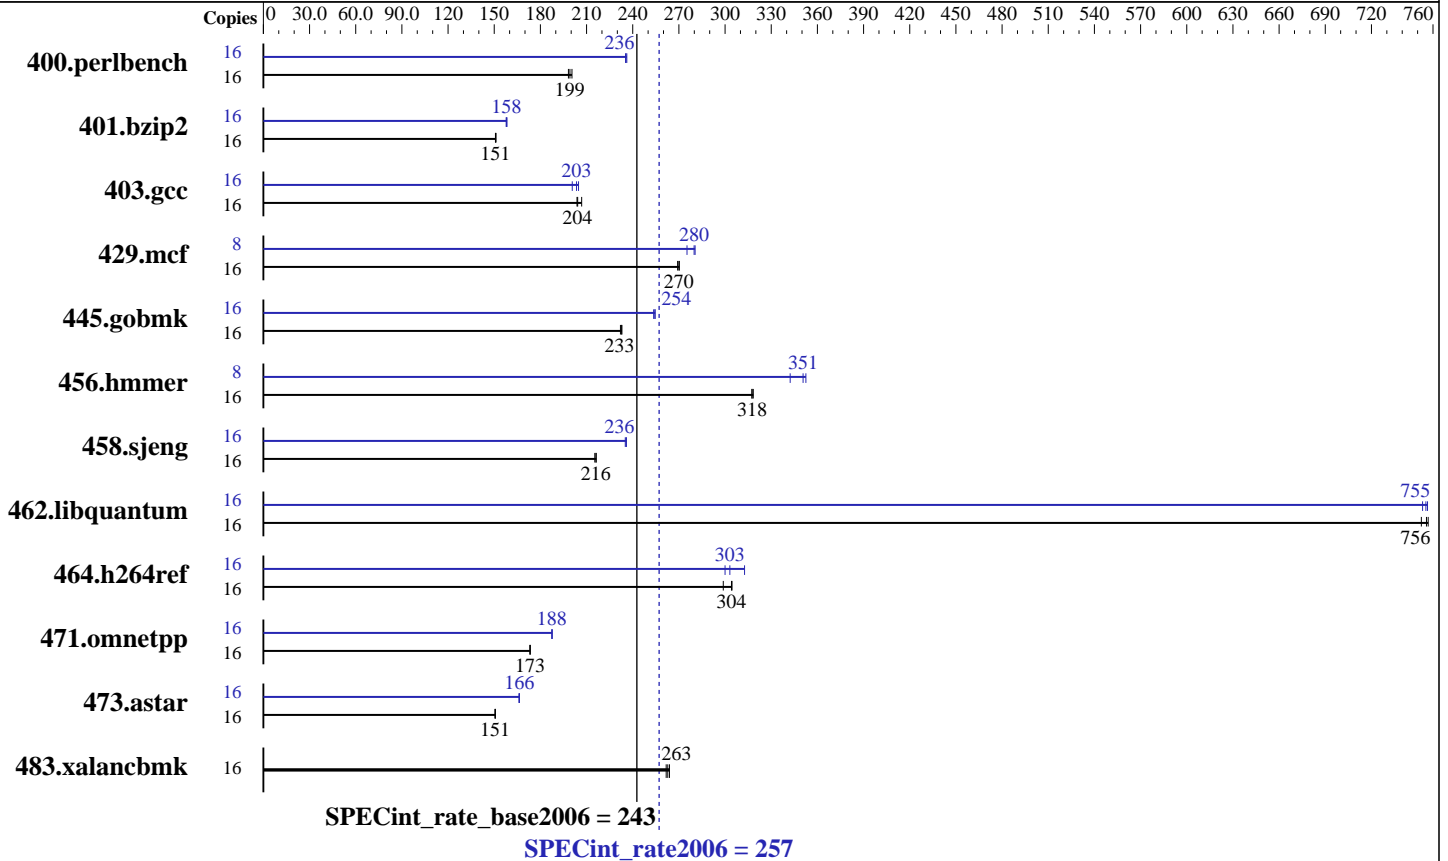 Copies 0 30.0 60.0 90.0 120 150 180 210 240 270 300 330 360 390 420 450 480 510 540 570 600 630 660 690 720 760
400.perlbench 16 236
16 199
401.bzip2 16 158
16 151
403.gcc 16 203
16 204
429.mcf 8 280
16 270
445.gobmk 16 254
16 233
456.hmmer 8 351
16 318
458.sjeng 16 236
16 216
462.libquantum 16 755
16 756
464.h264ref 16 303
16 304
471.omnetpp 16 188
16 173
473.astar 16 166
16 151
483.xalancbmk 16 263
SPECint_rate_base2006 = 243
SPECint_rate2006 = 257